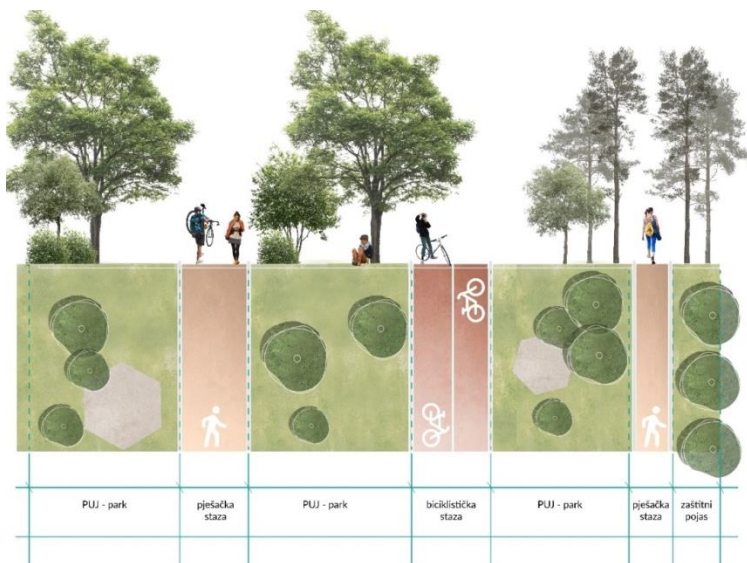 PUJ - park
pješačka
staza
PUJ - park
biciklistička
staza
PUJ - park
pješačka
staza
zaštitni
pojas